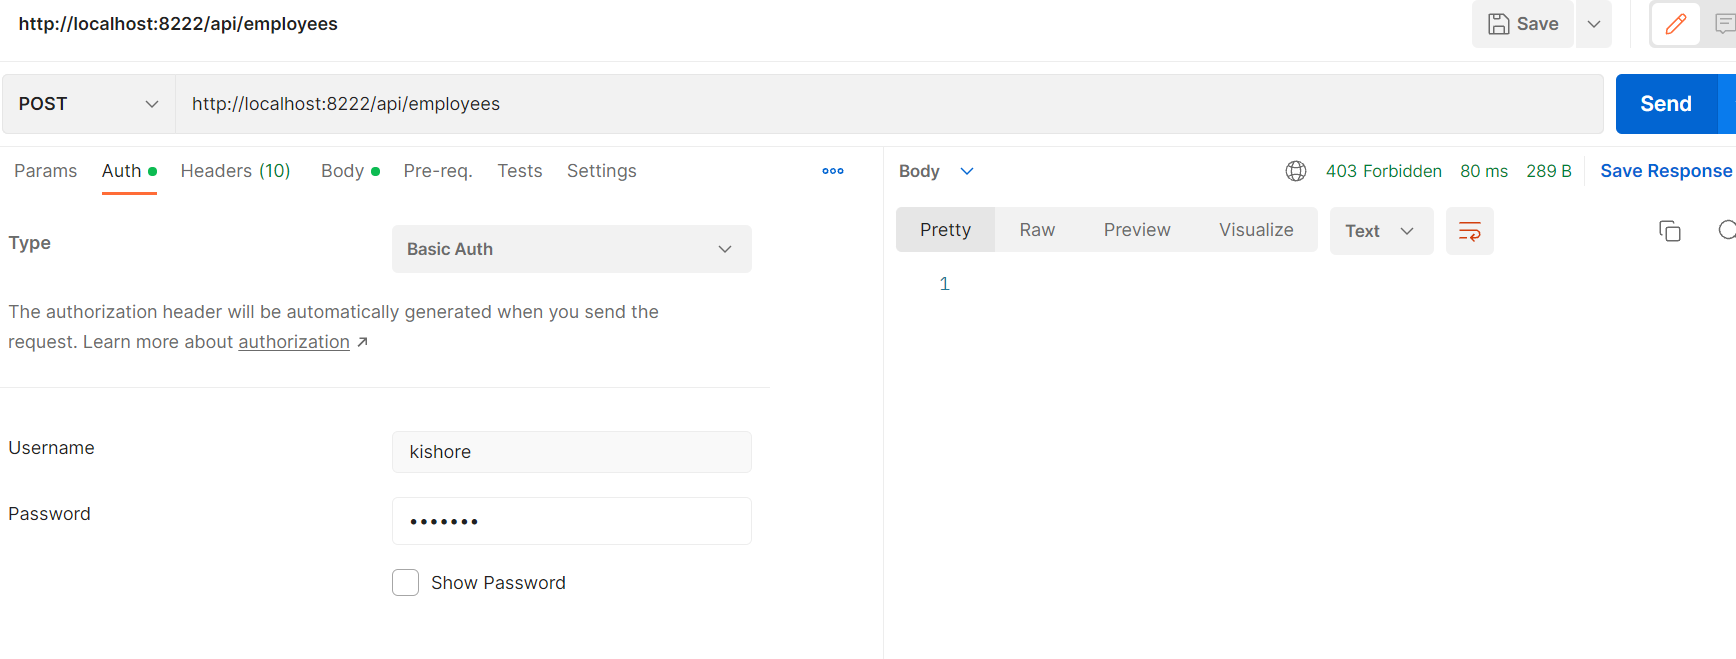 http://localhost:8222/api/employees
Save
POST
http://localhost:8222/api/employees
Send
Params Auth Headers (10) Body Pre-req. Tests Settings
Type
Basic Auth
The authorization header will be automatically generated when you send the
request. Learn more about authorization ↗
Username
kishore
Password
•••••••
Show Password
Body
403 Forbidden 80 ms 289 B Save Response
Pretty Raw Preview Visualize Text
1